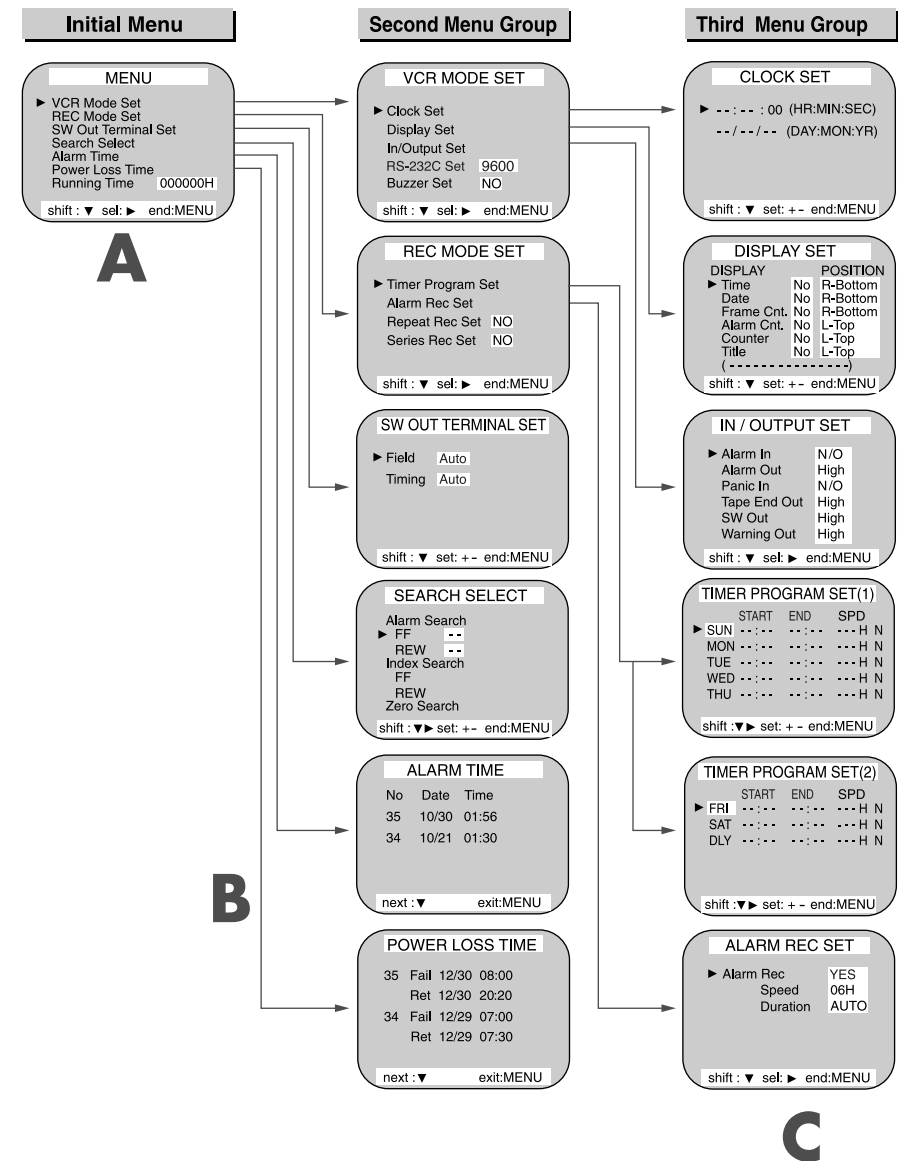 Initial Menu
Second Menu Group
Third Menu Group
MENU
► VCR Mode Set
REC Mode Set
SW Out Terminal Set
Search Select
Alarm Time
Power Loss Time
Running Time 000000H
shift : ▼ sel: ► end:MENU
A
VCR MODE SET
► Clock Set
Display Set
In/Output Set
RS-232C Set 9600
Buzzer Set NO
shift : ▼ sel: ► end:MENU
REC MODE SET
► Timer Program Set
Alarm Rec Set
Repeat Rec Set NO
Series Rec Set NO
shift : ▼ sel: ► end:MENU
SW OUT TERMINAL SET
► Field Auto
Timing Auto
shift : ▼ set: + - end:MENU
SEARCH SELECT
Alarm Search
► FF - -
REW - -
Index Search
FF
REW
Zero Search
shift : ▼► set: + - end:MENU
ALARM TIME
No Date Time
35 10/30 01:56
34 10/21 01:30
next : ▼ exit:MENU
B
POWER LOSS TIME
35 Fail 12/30 08:00
Ret 12/30 20:20
34 Fail 12/29 07:00
Ret 12/29 07:30
next : ▼ exit:MENU
CLOCK SET
► - - : - - : 00 (HR:MIN:SEC)
- - / - - / - - (DAY:MON:YR)
shift : ▼ set: + - end:MENU
DISPLAY SET
DISPLAY POSITION
► Time No R-Bottom
Date No R-Bottom
Frame Cnt. No R-Bottom
Alarm Cnt. No L-Top
Counter No L-Top
Title No L-Top
( - - - - - - - - - - - - - - - - )
shift : ▼ set: + - end:MENU
IN / OUTPUT SET
► Alarm In N/O
Alarm Out High
Panic In N/O
Tape End Out High
SW Out High
Warning Out High
shift : ▼ sel: ► end:MENU
TIMER PROGRAM SET(1)
START END SPD
► SUN - - : - - - - : - - - - - H N
MON - - : - - - - : - - - - - H N
TUE - - : - - - - : - - - - - H N
WED - - : - - - - : - - - - - H N
THU - - : - - - - : - - - - - H N
shift :▼► set: + - end:MENU
TIMER PROGRAM SET(2)
START END SPD
► FRI - - : - - - - : - - - - - H N
SAT - - : - - - - : - - - - - H N
DLY - - : - - - - : - - - - - H N
shift :▼► set: + - end:MENU
ALARM REC SET
► Alarm Rec YES
Speed 06H
Duration AUTO
shift : ▼ sel: ► end:MENU
C